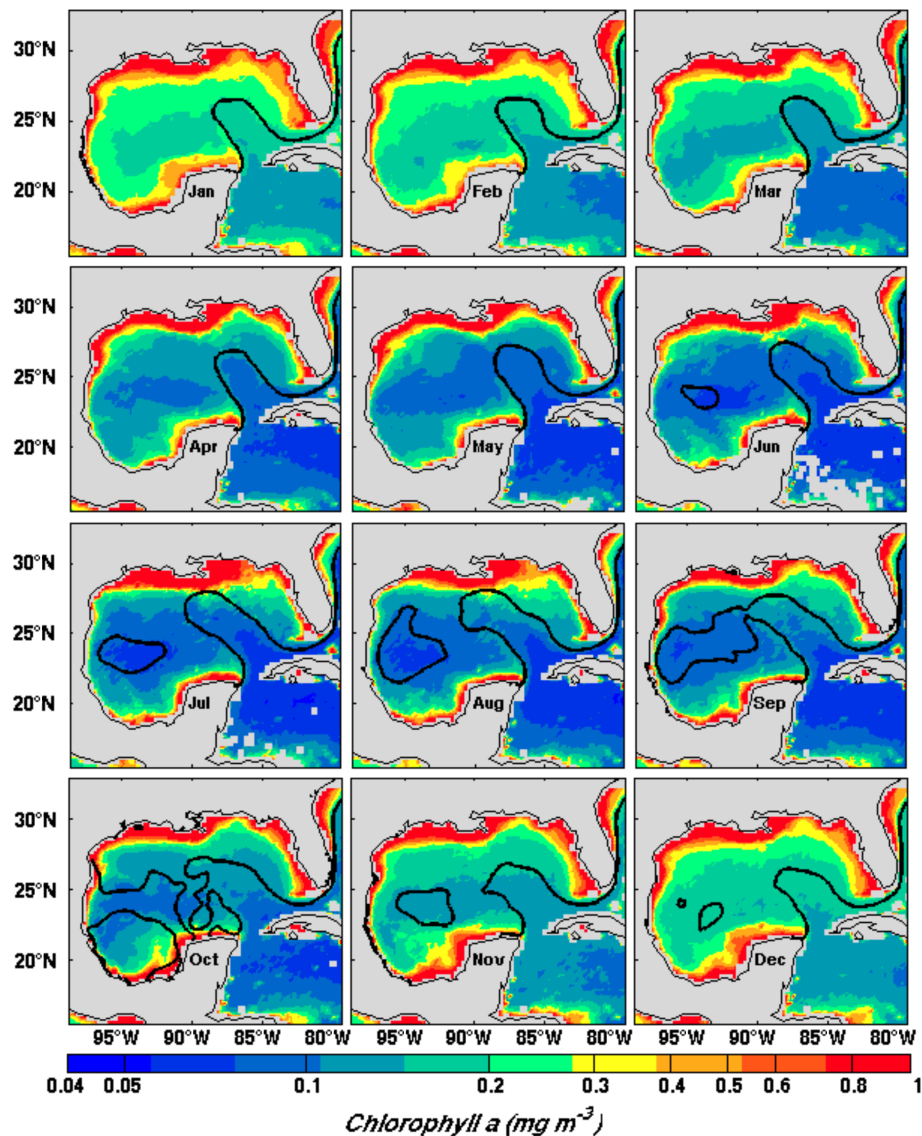 30°N
25°N
20°N
Jan
Feb
Mar
30°N
25°N
20°N
Apr
May
Jun
30°N
25°N
20°N
Jul
Aug
Sep
30°N
25°N
20°N
Oct
Nov
Dec
95°W 90°W 85°W 80°W 95°W 90°W 85°W 80°W 95°W 90°W 85°W 80°W
0.04 0.05 0.1 0.2 0.3 0.4 0.5 0.6 0.8 1
Chlorophyll a (mg m⁻³)